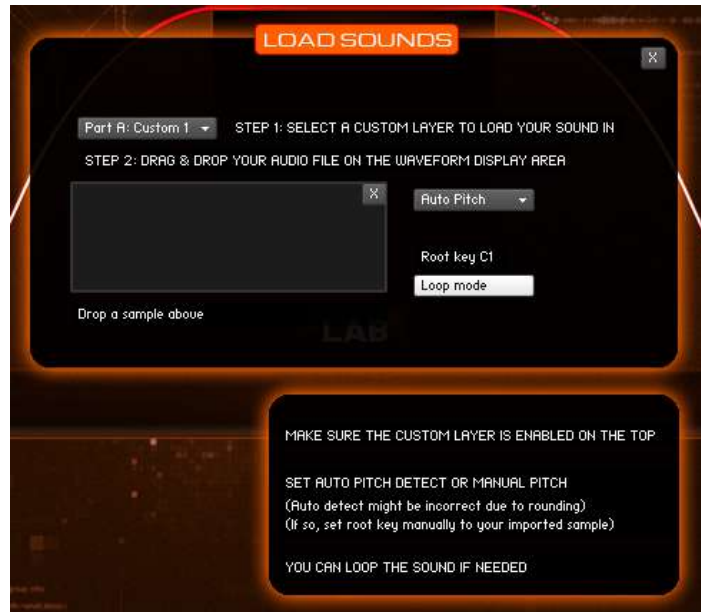 LOAD SOUNDS
X
Part A: Custom 1
STEP 1: SELECT A CUSTOM LAYER TO LOAD YOUR SOUND IN
STEP 2: DRAG & DROP YOUR AUDIO FILE ON THE WAVEFORM DISPLAY AREA
X
Auto Pitch
Root key C1
Loop mode
Drop a sample above
LAB
MAKE SURE THE CUSTOM LAYER IS ENABLED ON THE TOP
SET AUTO PITCH DETECT OR MANUAL PITCH
(Auto detect might be incorrect due to rounding)
(If so, set root key manually to your imported sample)
YOU CAN LOOP THE SOUND IF NEEDED